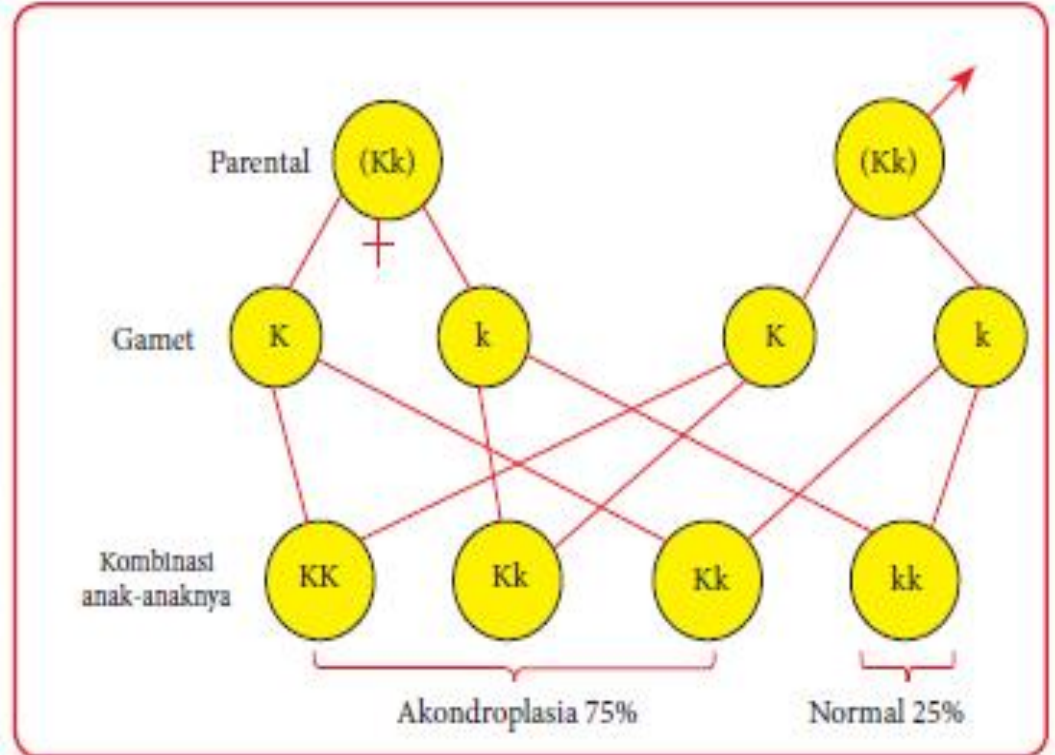 Parental (Kk) (Kk)
Gamet K k K k
Kombinasi
anak-anaknya
KK Kk Kk kk
Akondroplasia 75% Normal 25%